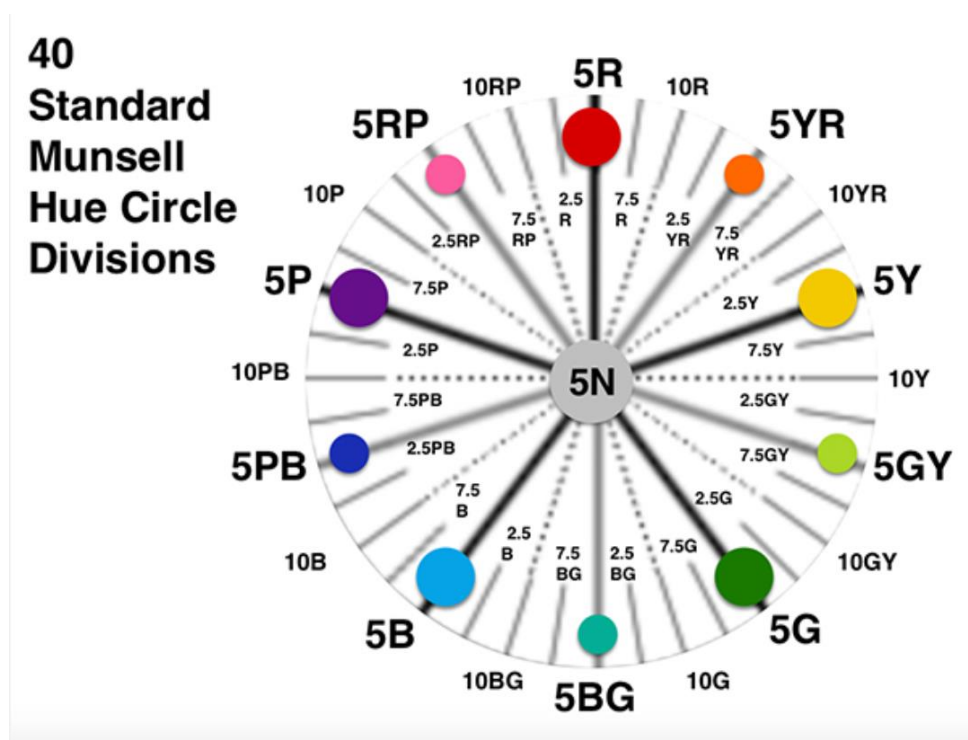 40
Standard
Munsell
Hue Circle
Divisions
5R
10RP
10R
5RP
5YR
10P
10YR
2.5
R
7.5
R
7.5
RP
2.5
YR
7.5
YR
2.5RP
5P
5Y
7.5P
2.5Y
2.5P
7.5Y
10PB
5N
10Y
7.5PB
2.5GY
2.5PB
7.5GY
5PB
5GY
7.5
B
2.5G
2.5
B
7.5
BG
2.5
BG
7.5G
10B
10GY
5B
5G
10BG
5BG
10G